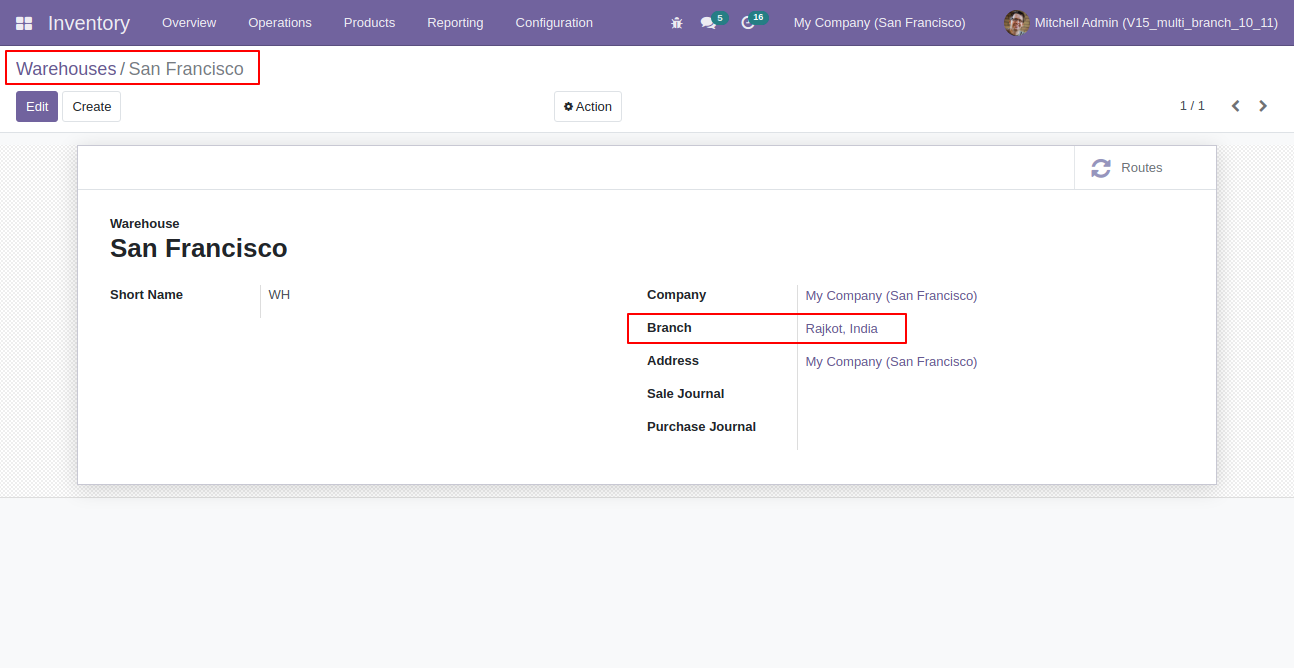 Inventory Overview Operations Products Reporting Configuration 5 16 My Company (San Francisco) Mitchell Admin (V15_multi_branch_10_11)
Warehouses / San Francisco
Edit Create Action 1 / 1
Routes
Warehouse
San Francisco
Short Name WH
Company My Company (San Francisco)
Branch Rajkot, India
Address My Company (San Francisco)
Sale Journal
Purchase Journal